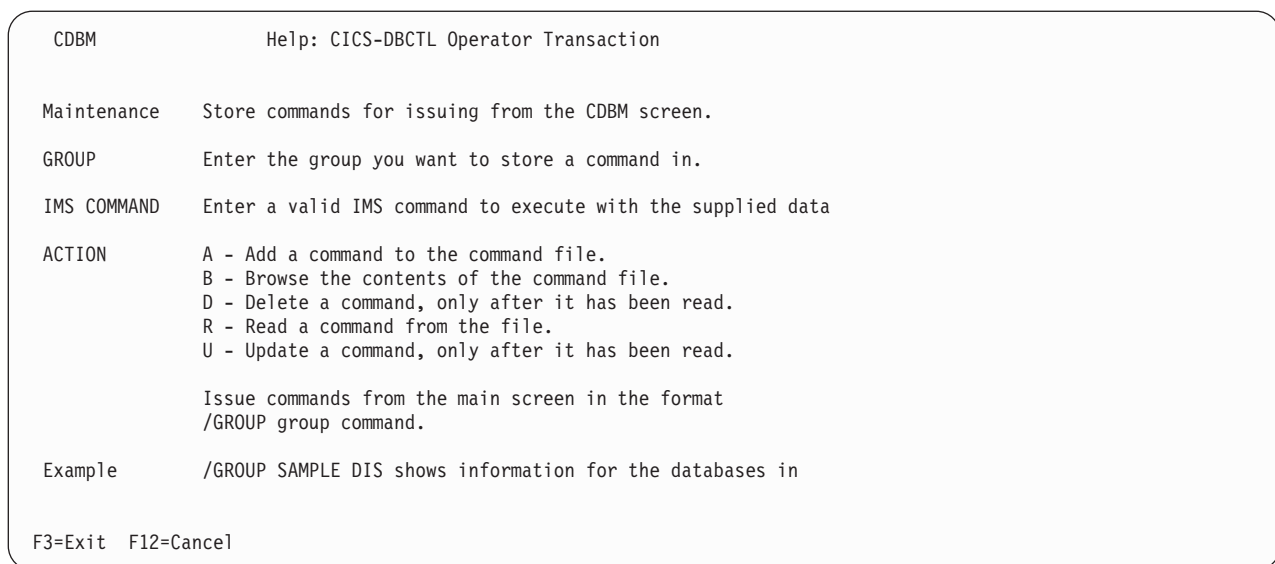 CDBM Help: CICS-DBCTL Operator Transaction
Maintenance Store commands for issuing from the CDBM screen.
GROUP Enter the group you want to store a command in.
IMS COMMAND Enter a valid IMS command to execute with the supplied data
ACTION A - Add a command to the command file.
B - Browse the contents of the command file.
D - Delete a command, only after it has been read.
R - Read a command from the file.
U - Update a command, only after it has been read.
Issue commands from the main screen in the format
/GROUP group command.
Example /GROUP SAMPLE DIS shows information for the databases in
F3=Exit F12=Cancel